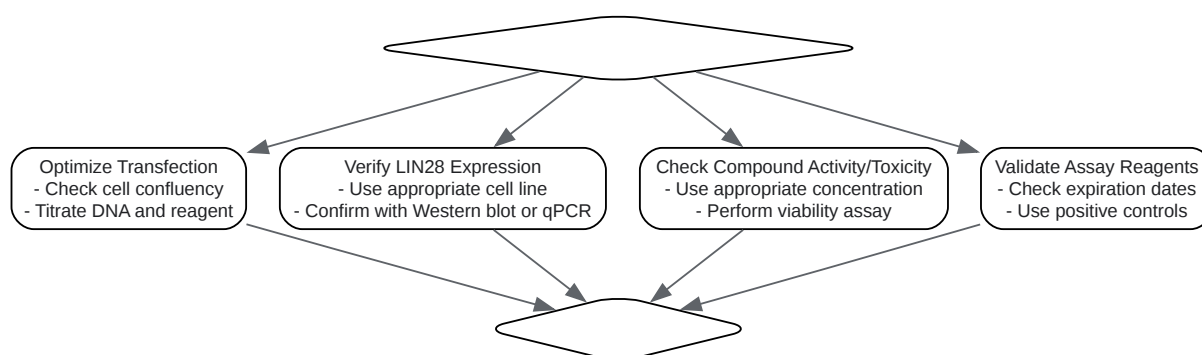 Optimize Transfection
- Check cell confluency
- Titrate DNA and reagent
Verify LIN28 Expression
- Use appropriate cell line
- Confirm with Western blot or qPCR
Check Compound Activity/Toxicity
- Use appropriate concentration
- Perform viability assay
Validate Assay Reagents
- Check expiration dates
- Use positive controls